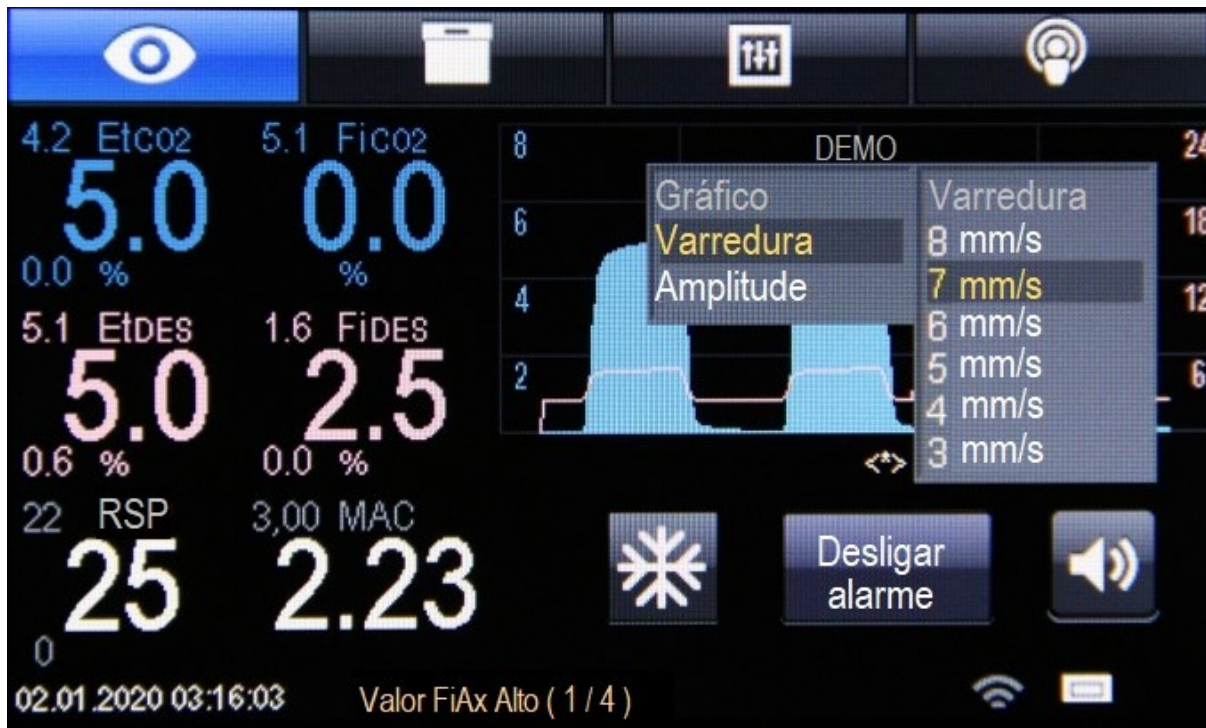 4.2 Etco2
5.0
0.0 %
5.1 Fico2
0.0
%
5.1 EtDES
5.0
0.6 %
1.6 FiDES
2.5
0.0 %
22 RSP
25
0
3,00 MAC
2.23
DEMO
8
6
4
2
24
18
12
6
Gráfico
Varredura
Amplitude
Varredura
8 mm/s
7 mm/s
6 mm/s
5 mm/s
4 mm/s
3 mm/s
<*>
Desligar
alarme
02.01.2020 03:16:03
Valor FiAx Alto ( 1 / 4 )